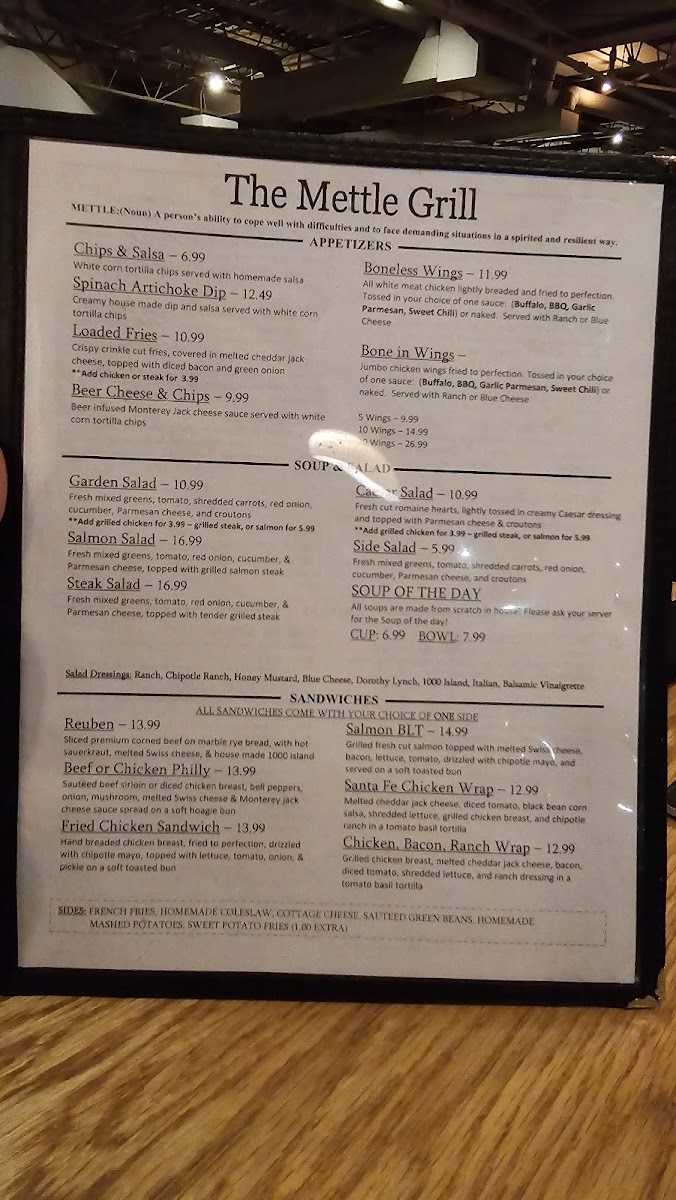 The Mettle Grill
METTLE:(Noun) A person's ability to cope well with difficulties and to face demanding situations in a spirited and resilient way.
APPETIZERS
Chips & Salsa – 6.99
White corn tortilla chips served with homemade salsa
Spinach Artichoke Dip – 12.49
Creamy house made dip and salsa served with white corn
tortilla chips
Loaded Fries – 10.99
Crispy crinkle cut fries, covered in melted cheddar jack
cheese, topped with diced bacon and green onion
**Add chicken or steak for 3.99
Beer Cheese & Chips – 9.99
Beer infused Monterey Jack cheese sauce served with white
corn tortilla chips
Boneless Wings – 11.99
All white meat chicken lightly breaded and fried to perfection.
Tossed in your choice of one sauce: (Buffalo, BBQ, Garlic
Parmesan, Sweet Chili) or naked. Served with Ranch or Blue
Cheese
Bone in Wings –
Jumbo chicken wings fried to perfection. Tossed in your choice
of one sauce: (Buffalo, BBQ, Garlic Parmesan, Sweet Chili) or
naked. Served with Ranch or Blue Cheese
5 Wings – 9.99
10 Wings – 14.99
Wings – 26.99
SOUP & SALAD
Garden Salad – 10.99
Fresh mixed greens, tomato, shredded carrots, red onion,
cucumber, Parmesan cheese, and croutons
**Add grilled chicken for 3.99 – grilled steak, or salmon for 5.99
Salmon Salad – 16.99
Fresh mixed greens, tomato, red onion, cucumber, &
Parmesan cheese, topped with grilled salmon steak
Steak Salad – 16.99
Fresh mixed greens, tomato, red onion, cucumber, &
Parmesan cheese, topped with tender grilled steak
Caesar Salad – 10.99
Fresh cut romaine hearts, lightly tossed in creamy Caesar dressing
and topped with Parmesan cheese & croutons
**Add grilled chicken for 3.99 – grilled steak, or salmon for 5.99
Side Salad – 5.99
Fresh mixed greens, tomato, shredded carrots, red onion,
cucumber, Parmesan cheese, and croutons
SOUP OF THE DAY
All soups are made from scratch in house! Please ask your server
for the Soup of the day!
CUP: 6.99 BOWL: 7.99
Salad Dressings: Ranch, Chipotle Ranch, Honey Mustard, Blue Cheese, Dorothy Lynch, 1000 Island, Italian, Balsamic Vinaigrette
SANDWICHES
ALL SANDWICHES COME WITH YOUR CHOICE OF ONE SIDE
Reuben – 13.99
Sliced premium corned beef on marble rye bread, with hot
sauerkraut, melted Swiss cheese, & house made 1000 island
Beef or Chicken Philly – 13.99
Sautéed beef sirloin or diced chicken breast, bell peppers,
onion, mushroom, melted Swiss cheese & Monterey jack
cheese sauce spread on a soft hoagie bun
Fried Chicken Sandwich – 13.99
Hand breaded chicken breast, fried to perfection, drizzled
with chipotle mayo, topped with lettuce, tomato, onion, &
pickle on a soft toasted bun
Salmon BLT – 14.99
Grilled fresh cut salmon topped with melted Swiss cheese,
bacon, lettuce, tomato, drizzled with chipotle mayo, and
served on a soft toasted bun
Santa Fe Chicken Wrap – 12.99
Melted cheddar jack cheese, diced tomato, black bean corn
salsa, shredded lettuce, grilled chicken breast, and chipotle
ranch in a tomato basil tortilla
Chicken, Bacon, Ranch Wrap – 12.99
Grilled chicken breast, melted cheddar jack cheese, bacon,
diced tomato, shredded lettuce, and ranch dressing in a
tomato basil tortilla
SIDES: FRENCH FRIES, HOMEMADE COLESLAW, COTTAGE CHEESE, SAUTEED GREEN BEANS, HOMEMADE
MASHED POTATOES, SWEET POTATO FRIES (1.00 EXTRA)